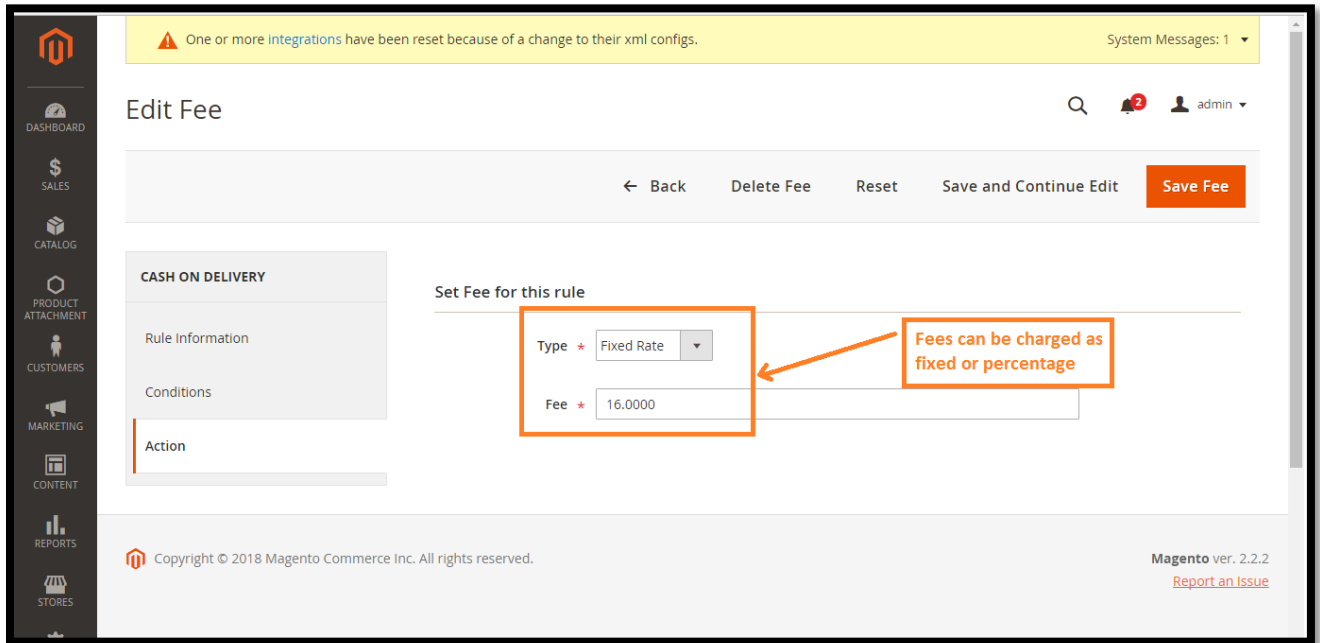 One or more integrations have been reset because of a change to their xml configs.
System Messages: 1
Edit Fee
2
admin
DASHBOARD
SALES
CATALOG
PRODUCT
ATTACHMENT
CUSTOMERS
MARKETING
CONTENT
REPORTS
STORES
Back
Delete Fee
Reset
Save and Continue Edit
Save Fee
CASH ON DELIVERY
Rule Information
Conditions
Action
Set Fee for this rule
Type * Fixed Rate
Fee * 16.0000
Fees can be charged as
fixed or percentage
Copyright © 2018 Magento Commerce Inc. All rights reserved.
Magento ver. 2.2.2
Report an Issue